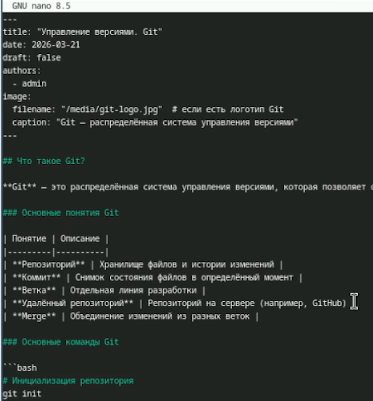 GNU nano 8.5
---
title: "Управление версиями. Git"
date: 2026-03-21
draft: false
authors:
  - admin
image:
  filename: "/media/git-logo.jpg"  # если есть логотип Git
  caption: "Git — распределённая система управления версиями"
---
## Что такое Git?
**Git** — это распределённая система управления версиями, которая позволяет
### Основные понятия Git
| Понятие | Описание |
|---------|----------|
| **Репозиторий** | Хранилище файлов и истории изменений |
| **Коммит** | Снимок состояния файлов в определённый момент |
| **Ветка** | Отдельная линия разработки |
| **Удалённый репозиторий** | Репозиторий на сервере (например, GitHub)
| **Merge** | Объединение изменений из разных веток |
### Основные команды Git
```bash
# Инициализация репозитория
git init